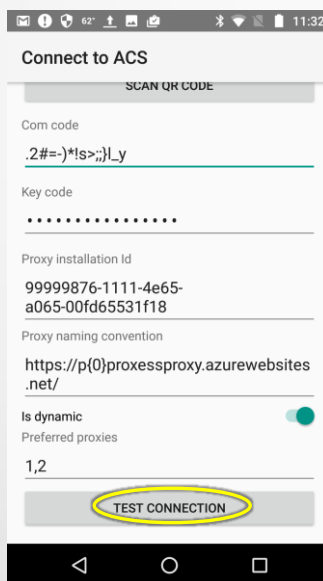 62° 11:32
Connect to ACS
SCAN QR CODE
Com code
.2#=-)*!s>;;}l_y
Key code
................
Proxy installation Id
99999876-1111-4e65-
a065-00fd65531f18
Proxy naming convention
https://p{0}proxessproxy.azurewebsites
.net/
Is dynamic
Preferred proxies
1,2
TEST CONNECTION